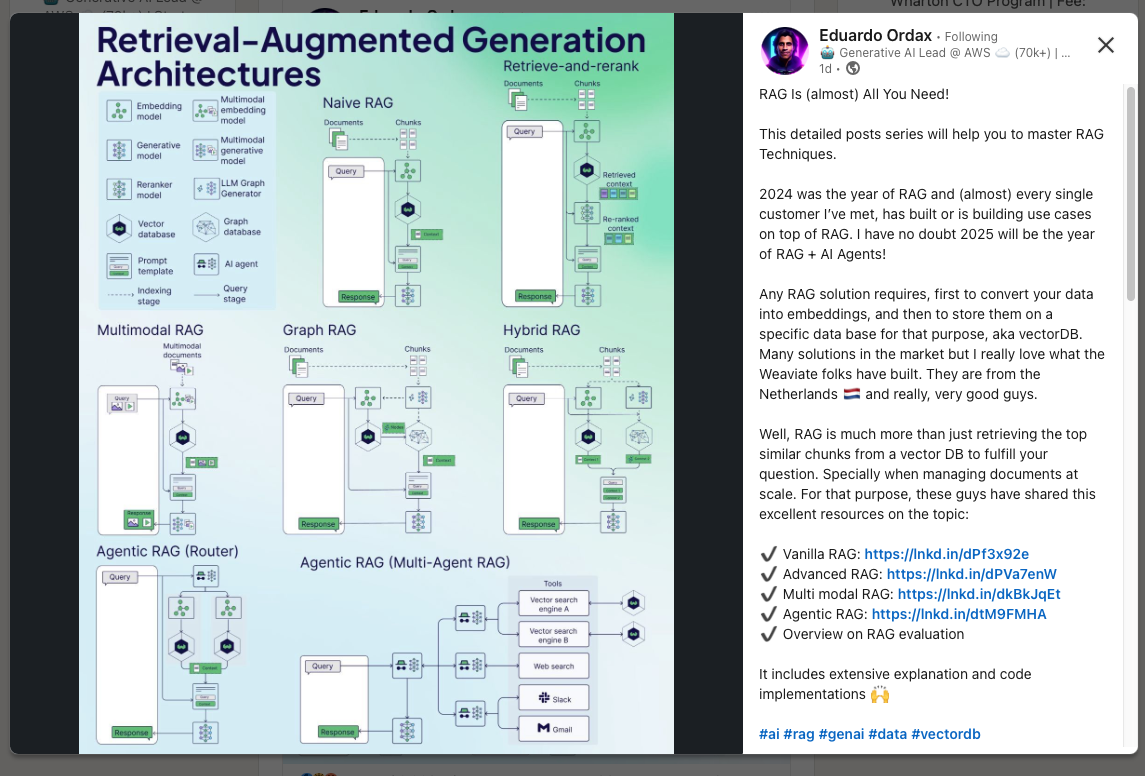 Wharton CTO Program | Fee:
Retrieval-Augmented Generation
Architectures
Embedding
model
Multimodal
embedding
model
Generative
model
Multimodal
generative
model
Reranker
model
LLM Graph
Generator
Vector
database
Graph
database
Prompt
template
AI agent
Indexing
stage
Query
stage
Naive RAG
Documents
Chunks
Query
Context
Response
Retrieve-and-rerank
Documents
Chunks
Query
Retrieved
context
Re-ranked
context
Response
Multimodal RAG
Multimodal
documents
Query
Response
Graph RAG
Documents
Chunks
Query
Context
Response
Hybrid RAG
Documents
Chunks
Query
Response
Agentic RAG (Router)
Query
Context
Response
Agentic RAG (Multi-Agent RAG)
Tools
Vector search
engine A
Vector search
engine B
Web search
Slack
Gmail
Query
Response
Eduardo Ordax • Following
🤖 Generative AI Lead @ AWS ☁️ (70k+) | ...
1d •
RAG Is (almost) All You Need!
This detailed posts series will help you to master RAG
Techniques.
2024 was the year of RAG and (almost) every single
customer I’ve met, has built or is building use cases
on top of RAG. I have no doubt 2025 will be the year
of RAG + AI Agents!
Any RAG solution requires, first to convert your data
into embeddings, and then to store them on a
specific data base for that purpose, aka vectorDB.
Many solutions in the market but I really love what the
Weaviate folks have built. They are from the
Netherlands 🇳🇱 and really, very good guys.
Well, RAG is much more than just retrieving the top
similar chunks from a vector DB to fulfill your
question. Specially when managing documents at
scale. For that purpose, these guys have shared this
excellent resources on the topic:
✔️ Vanilla RAG: https://lnkd.in/dPf3x92e
✔️ Advanced RAG: https://lnkd.in/dPVa7enW
✔️ Multi modal RAG: https://lnkd.in/dkBkJqEt
✔️ Agentic RAG: https://lnkd.in/dtM9FMHA
✔️ Overview on RAG evaluation
It includes extensive explanation and code
implementations 🙌
#ai #rag #genai #data #vectordb